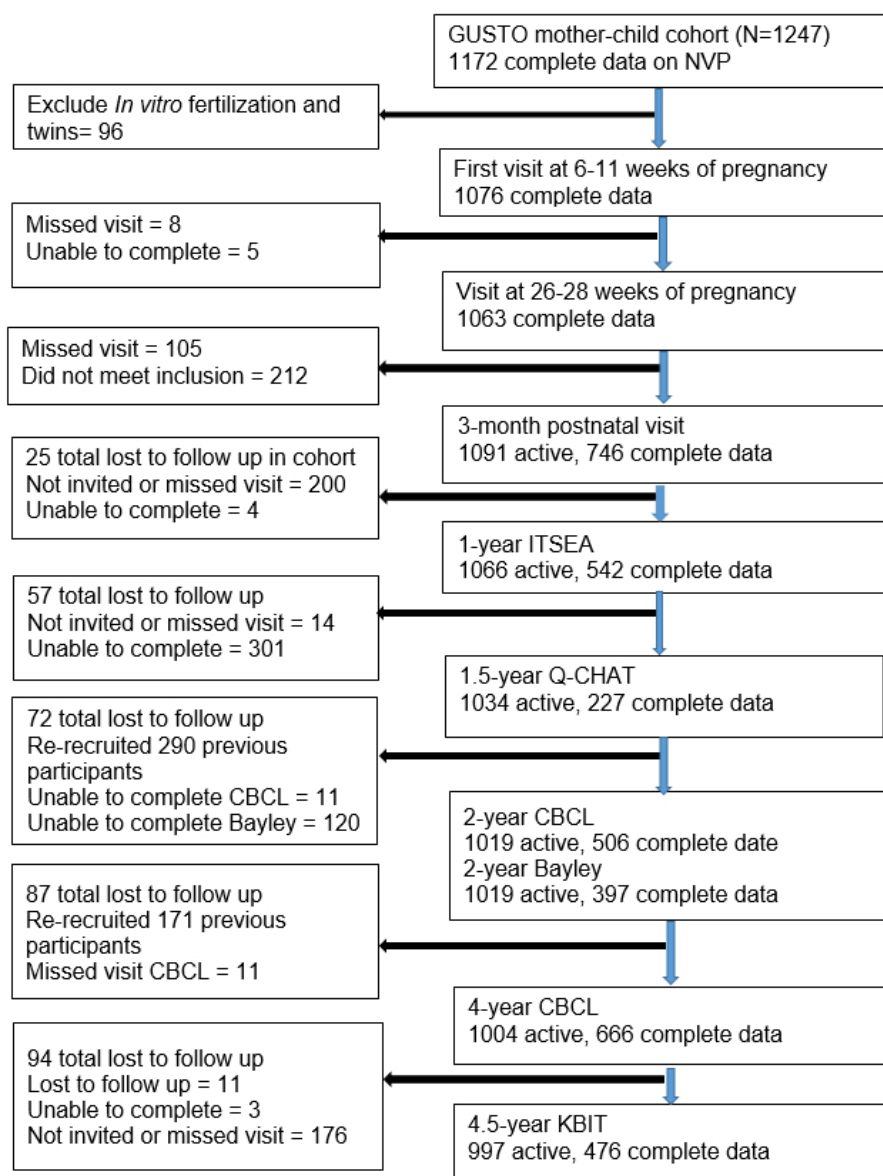 GUSTO mother-child cohort (N=1247)
1172 complete data on NVP
Exclude In vitro fertilization and
twins= 96
First visit at 6-11 weeks of pregnancy
1076 complete data
Missed visit = 8
Unable to complete = 5
Visit at 26-28 weeks of pregnancy
1063 complete data
Missed visit = 105
Did not meet inclusion = 212
3-month postnatal visit
1091 active, 746 complete data
25 total lost to follow up in cohort
Not invited or missed visit = 200
Unable to complete = 4
1-year ITSEA
1066 active, 542 complete data
57 total lost to follow up
Not invited or missed visit = 14
Unable to complete = 301
1.5-year Q-CHAT
1034 active, 227 complete data
72 total lost to follow up
Re-recruited 290 previous
participants
Unable to complete CBCL = 11
Unable to complete Bayley = 120
2-year CBCL
1019 active, 506 complete date
2-year Bayley
1019 active, 397 complete data
87 total lost to follow up
Re-recruited 171 previous
participants
Missed visit CBCL = 11
4-year CBCL
1004 active, 666 complete data
94 total lost to follow up
Lost to follow up = 11
Unable to complete = 3
Not invited or missed visit = 176
4.5-year KBIT
997 active, 476 complete data